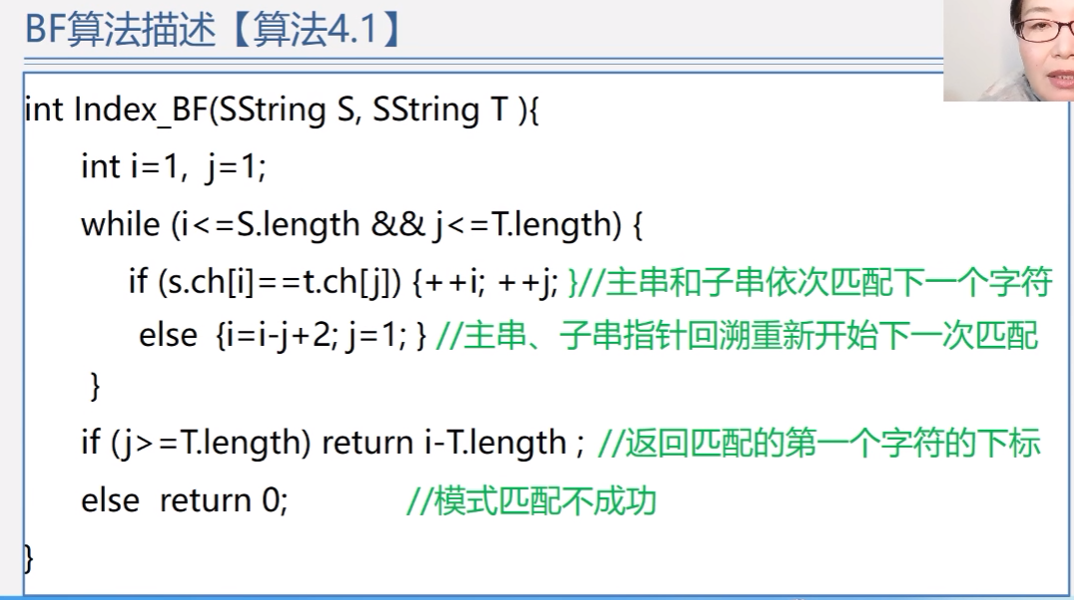 BF算法描述【算法4.1】
int Index_BF(SString S, SString T ){
int i=1, j=1;
while (i<=S.length && j<=T.length) {
if (s.ch[i]==t.ch[j]) {++i; ++j; }//主串和子串依次匹配下一个字符
else {i=i-j+2; j=1; } //主串、子串指针回溯重新开始下一次匹配
}
if (j>=T.length) return i-T.length ; //返回匹配的第一个字符的下标
else return 0; //模式匹配不成功
}